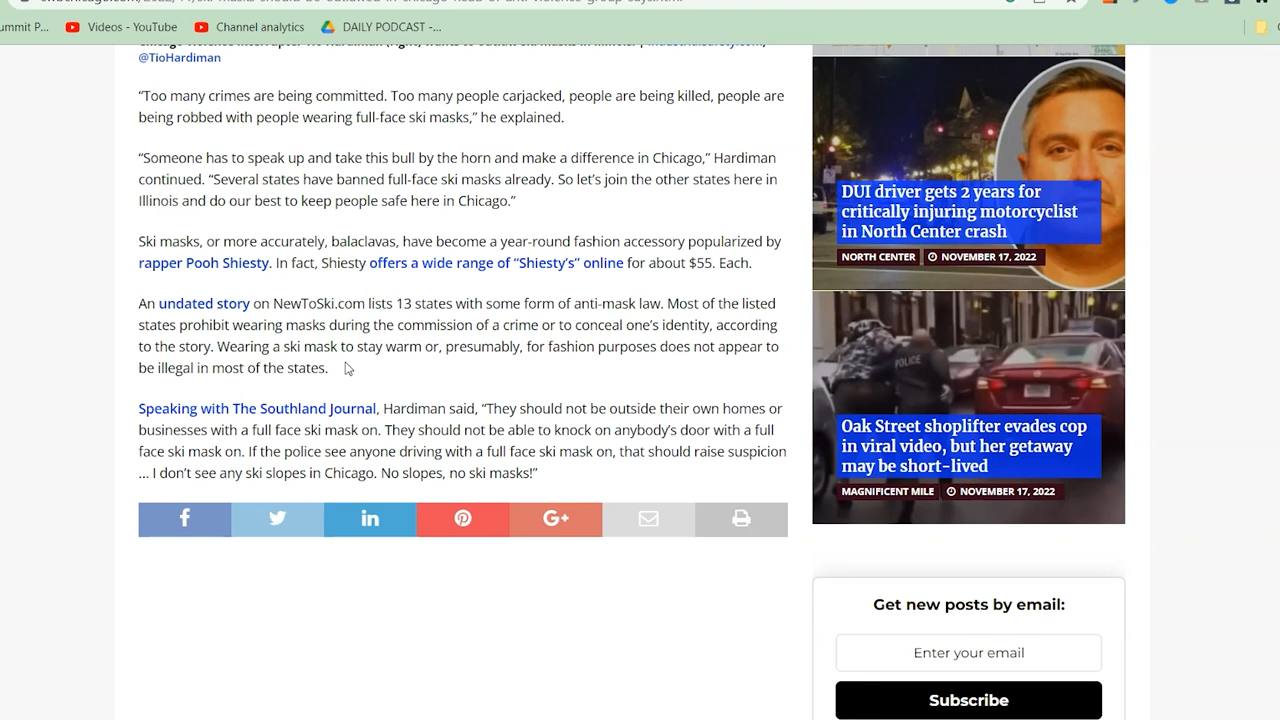 ummit P...
Videos - YouTube
Channel analytics
DAILY PODCAST -...
@TioHardiman
“Too many crimes are being committed. Too many people carjacked, people are being killed, people are
being robbed with people wearing full-face ski masks,” he explained.
“Someone has to speak up and take this bull by the horn and make a difference in Chicago,” Hardiman
continued. “Several states have banned full-face ski masks already. So let’s join the other states here in
Illinois and do our best to keep people safe here in Chicago.”
Ski masks, or more accurately, balaclavas, have become a year-round fashion accessory popularized by
rapper Pooh Shiesty. In fact, Shiesty offers a wide range of “Shiesty’s” online for about $55. Each.
An undated story on NewToSki.com lists 13 states with some form of anti-mask law. Most of the listed
states prohibit wearing masks during the commission of a crime or to conceal one’s identity, according
to the story. Wearing a ski mask to stay warm or, presumably, for fashion purposes does not appear to
be illegal in most of the states.
Speaking with The Southland Journal, Hardiman said, “They should not be outside their own homes or
businesses with a full face ski mask on. They should not be able to knock on anybody’s door with a full
face ski mask on. If the police see anyone driving with a full face ski mask on, that should raise suspicion
... I don’t see any ski slopes in Chicago. No slopes, no ski masks!”
G+
DUI driver gets 2 years for
critically injuring motorcyclist
in North Center crash
NORTH CENTER NOVEMBER 17, 2022
POLICE
Oak Street shoplifter evades cop
in viral video, but her getaway
may be short-lived
MAGNIFICENT MILE NOVEMBER 17, 2022
Get new posts by email:
Enter your email
Subscribe